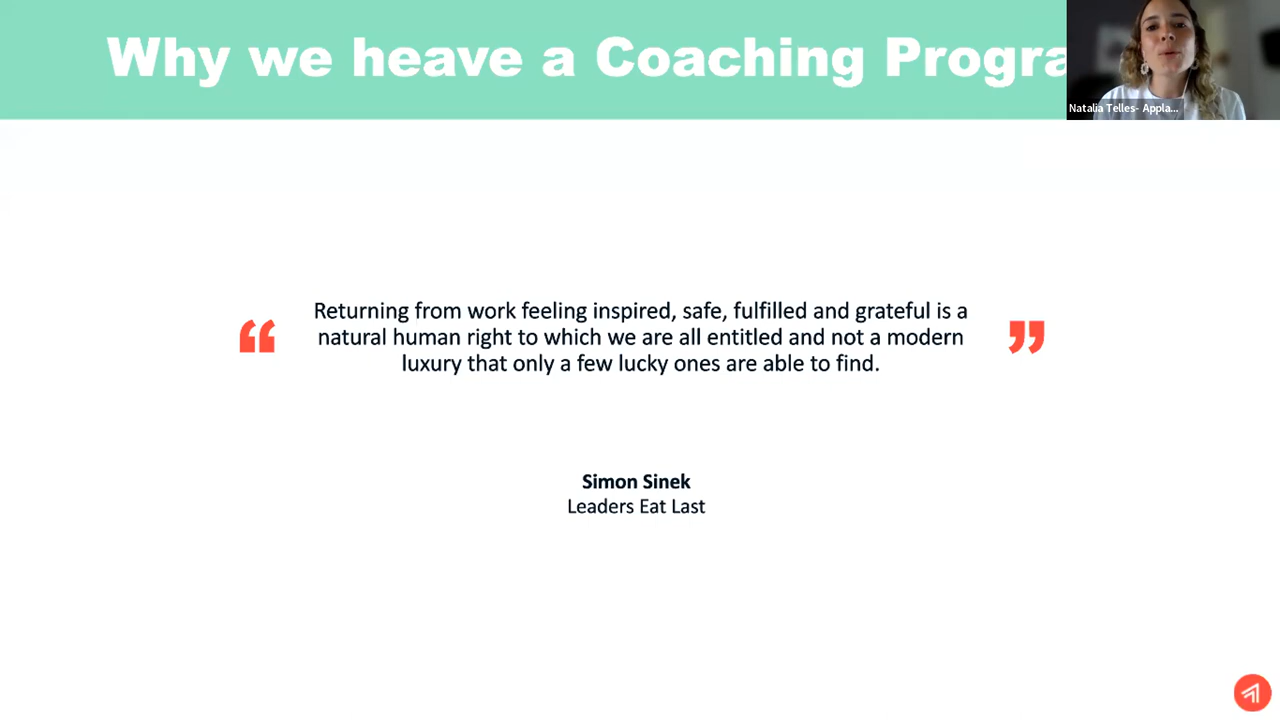 Why we heave a Coaching Progra
Natalia Telles- Appla...
“ Returning from work feeling inspired, safe, fulfilled and grateful is a
natural human right to which we are all entitled and not a modern
luxury that only a few lucky ones are able to find. ”
Simon Sinek
Leaders Eat Last